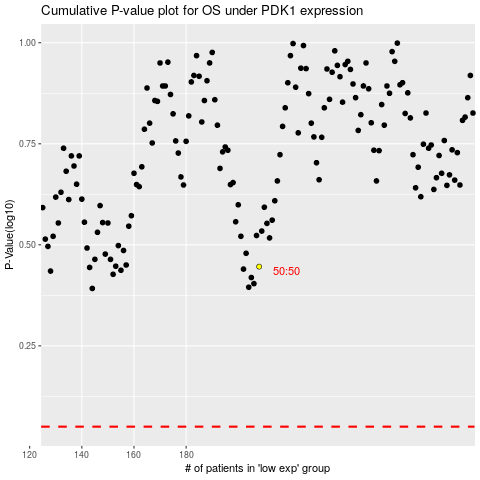 Cumulative P-value plot for OS under PDK1 expression
P-Value(log10)
1.00
0.75
0.50
0.25
50:50
120 140 160 180
# of patients in 'low exp' group